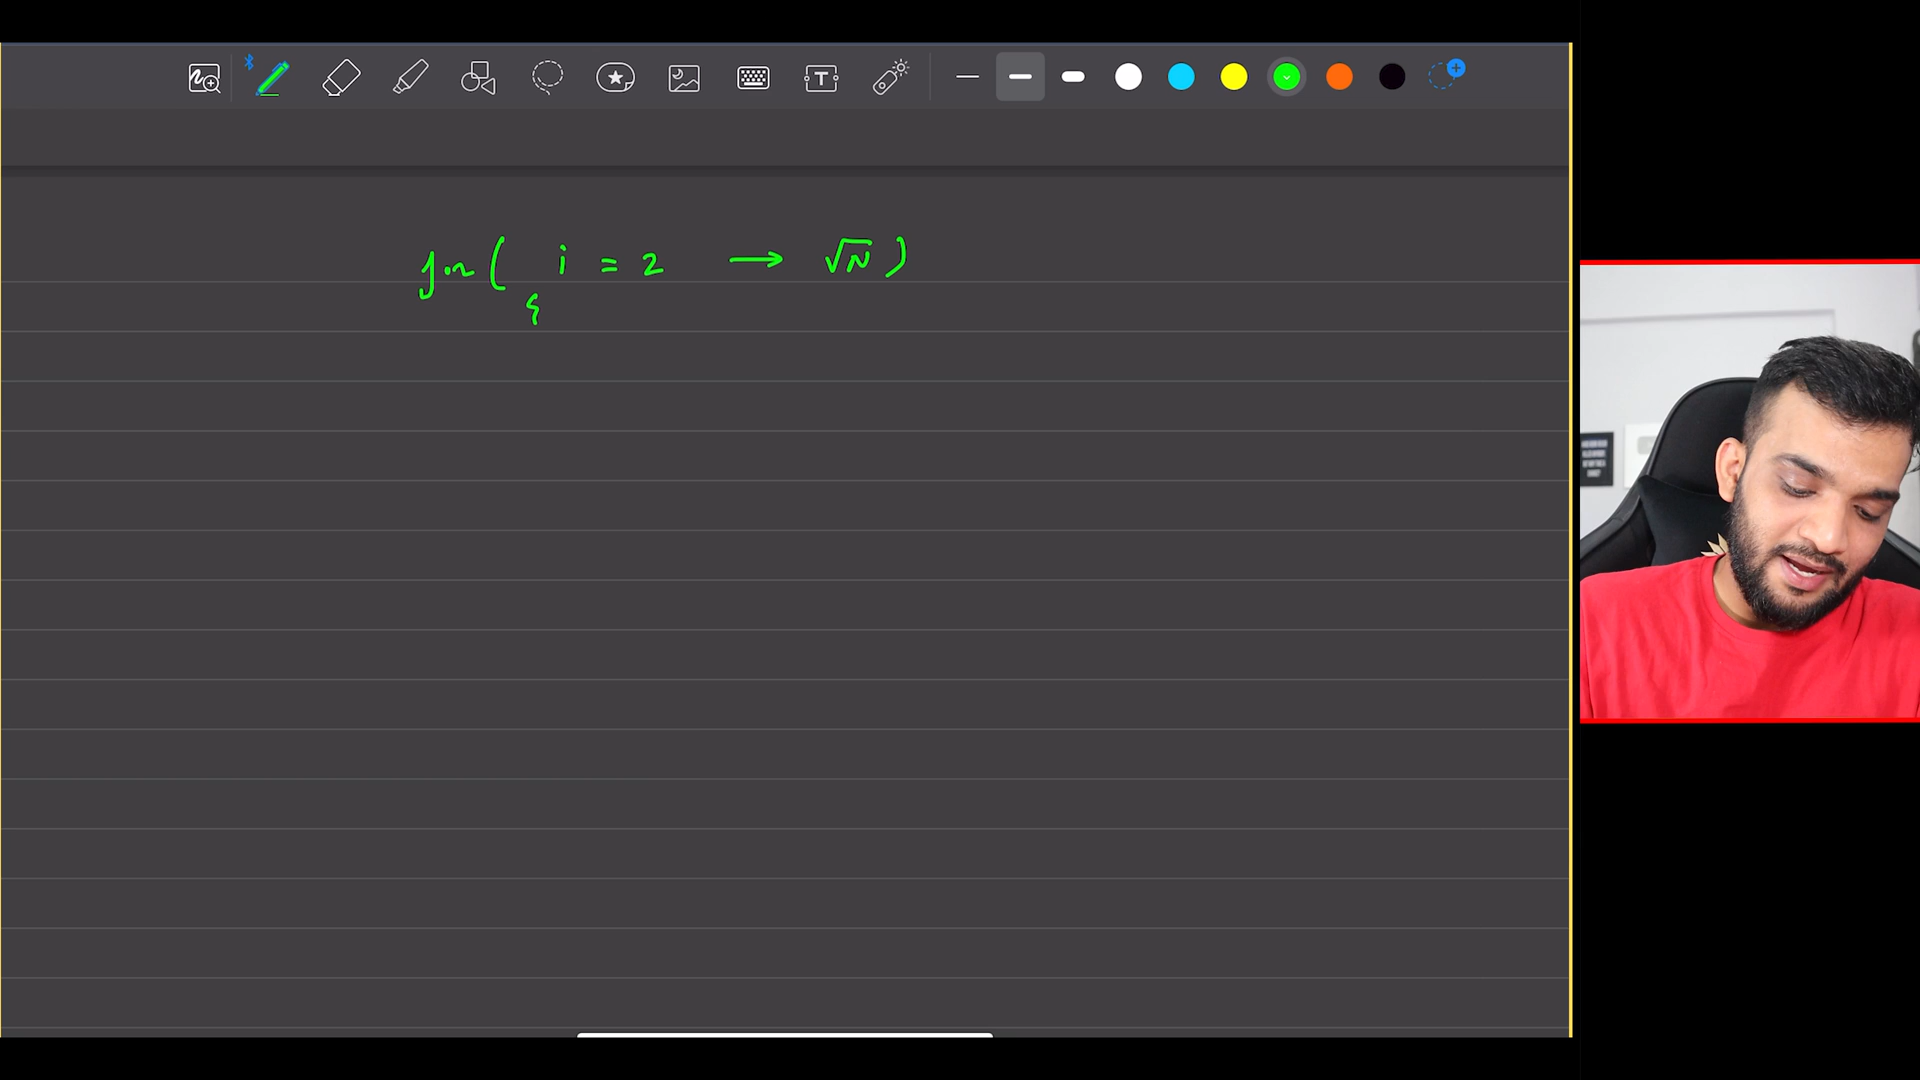 for( i = 2 → √N )
{
T